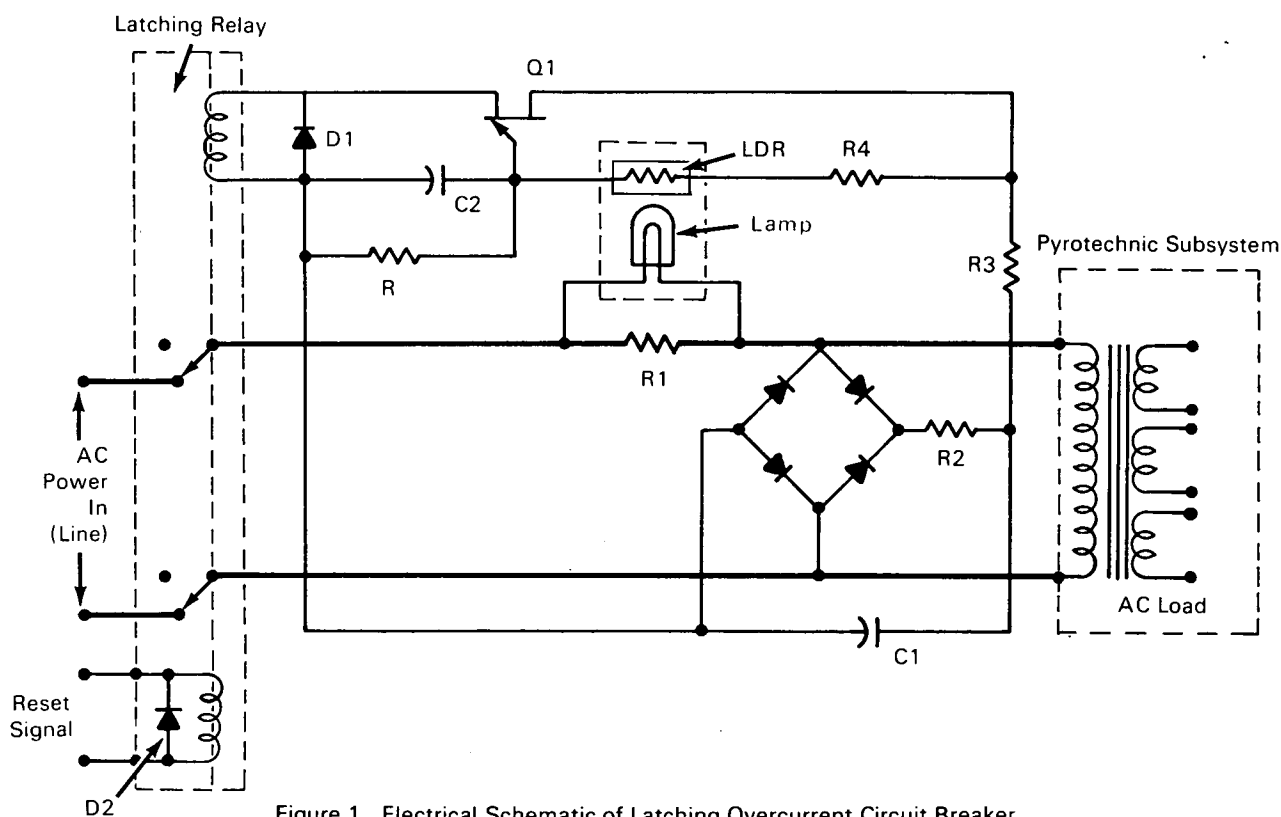 Latching Relay
Q1
D1
LDR
R4
C2
Lamp
Pyrotechnic Subsystem
R
R3
R1
AC
Power
In
(Line)
R2
AC Load
C1
Reset
Signal
D2
Figure 1. Electrical Schematic of Latching Overcurrent Circuit Breaker